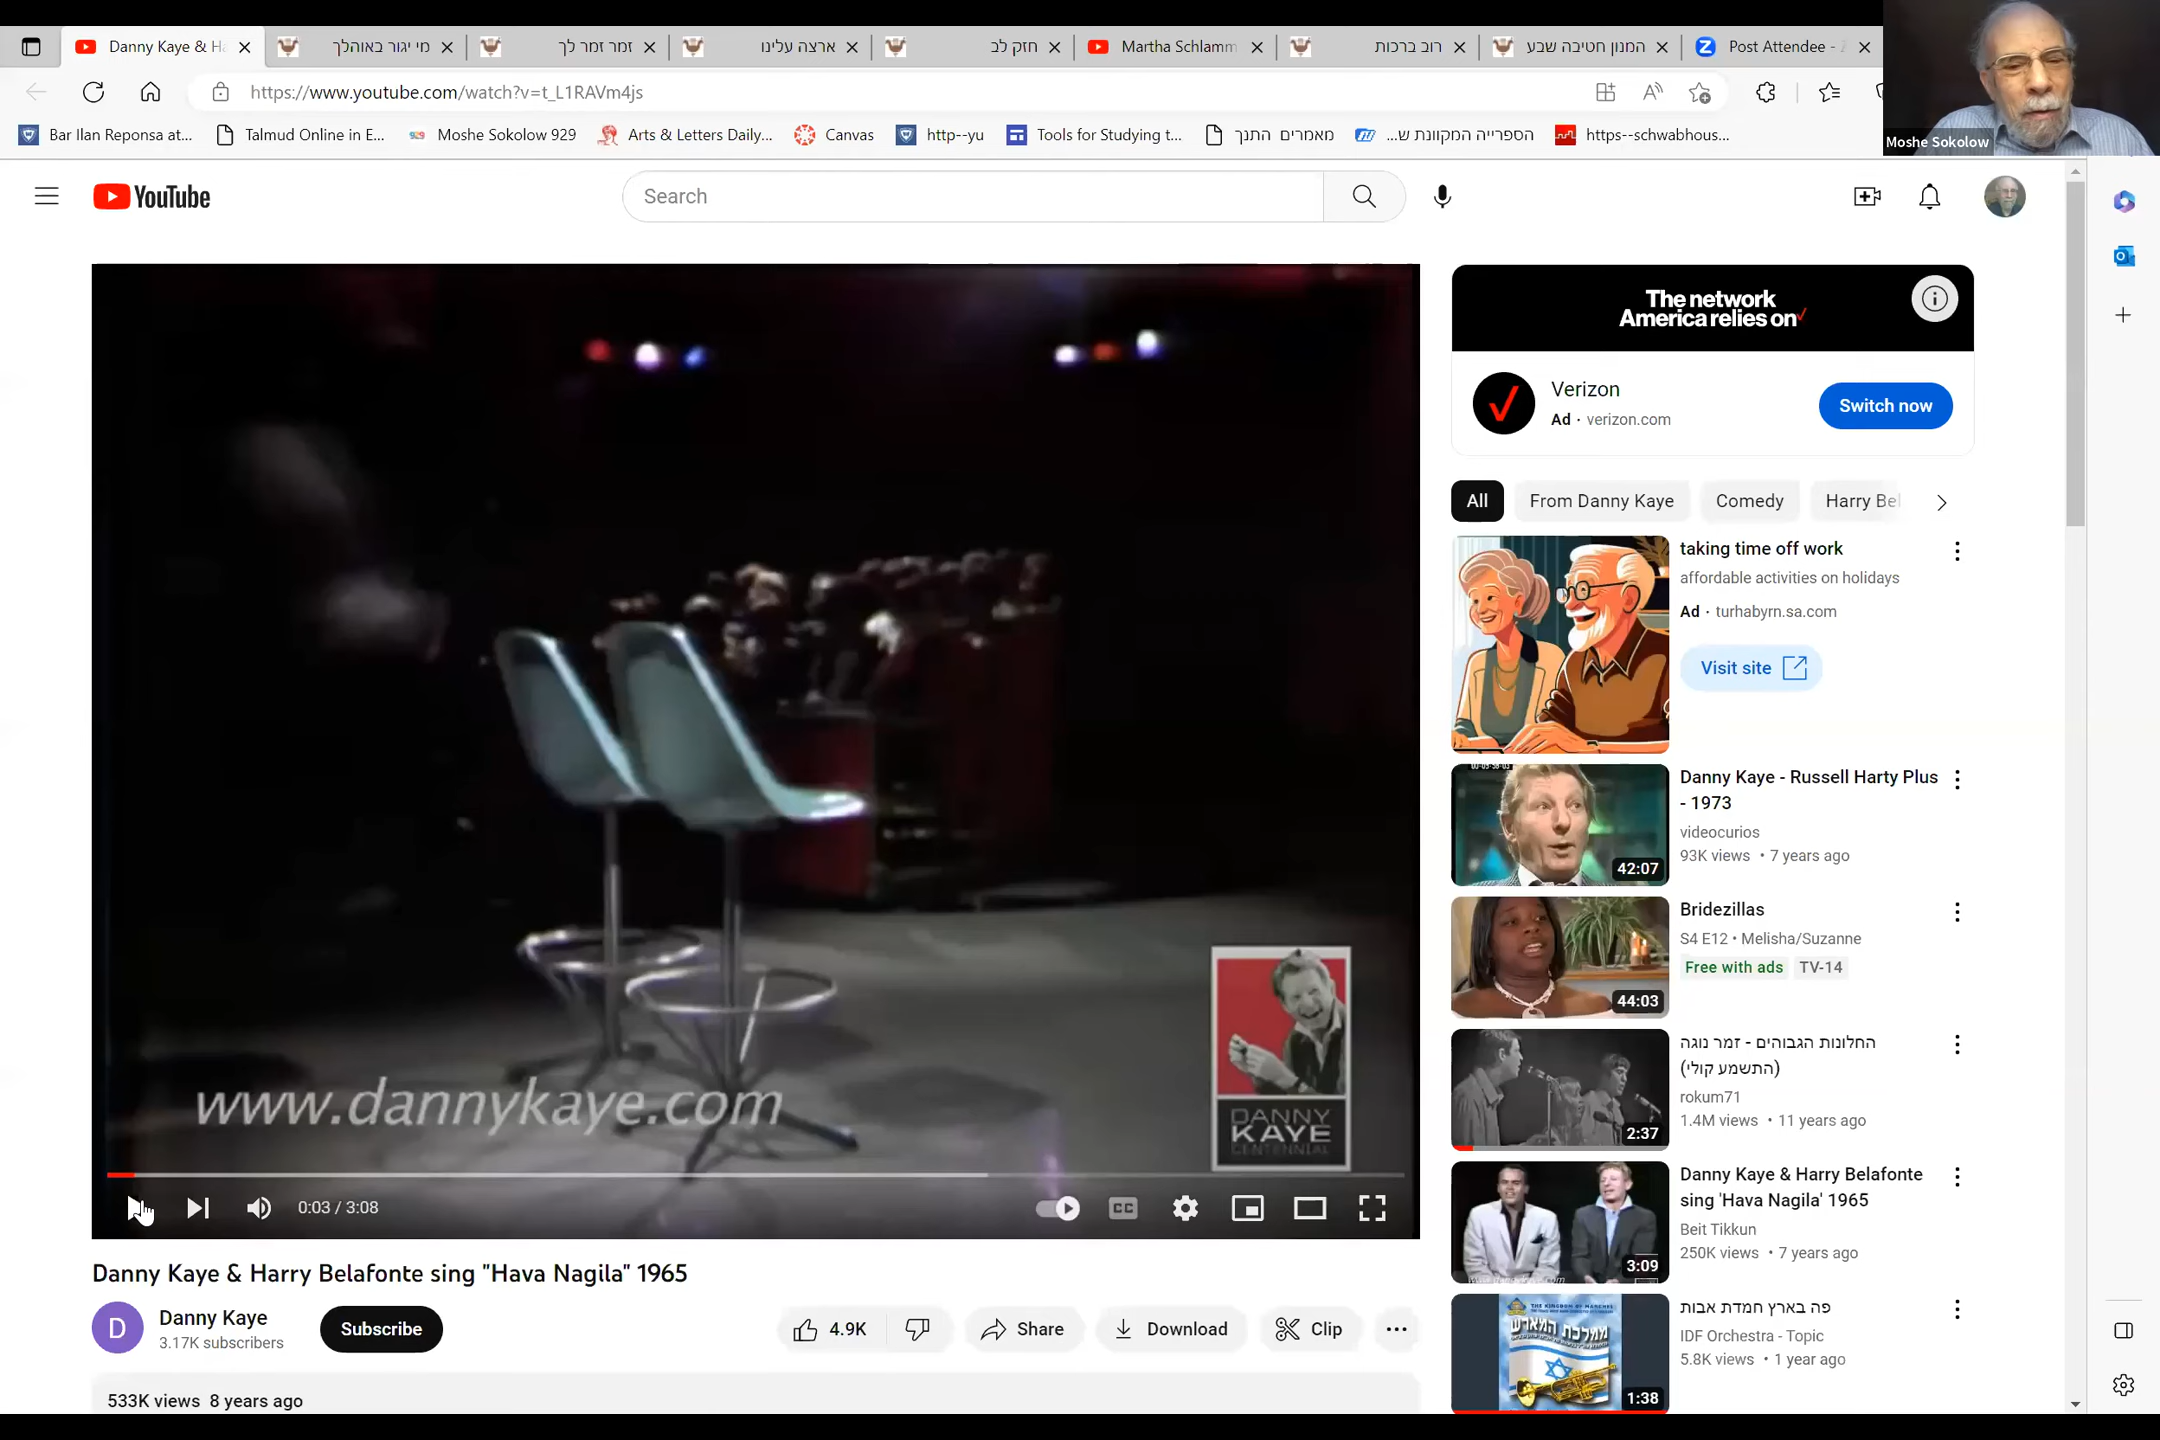 Danny Kaye & Ha
מי יגור באוהלך
זמר זמר לך
ארצה עלינו
חזק לב
Martha Schlamm
רוב ברכות
המנון חטיבה שבע
Post Attendee -
https://www.youtube.com/watch?v=t_L1RAVm4js
Moshe Sokolow
Bar Ilan Reponsa at...
Talmud Online in E...
Moshe Sokolow 929
Arts & Letters Daily...
Canvas
http--yu
Tools for Studying t...
מאמרים התנך
הספרייה המקוונת ש...
https--schwabhous...
YouTube
Search
The network
America relies on
Verizon
Ad · verizon.com
Switch now
All
From Danny Kaye
Comedy
Harry Bel
taking time off work
affordable activities on holidays
Ad · turhabyrn.sa.com
Visit site
Danny Kaye - Russell Harty Plus
- 1973
videocurios
93K views • 7 years ago
42:07
Bridezillas
S4 E12 • Melisha/Suzanne
Free with ads
TV-14
44:03
החלונות הגבוהים - זמר נוגה
(התשמע קולי)
rokum71
1.4M views • 11 years ago
2:37
Danny Kaye & Harry Belafonte
sing 'Hava Nagila' 1965
Beit Tikkun
250K views • 7 years ago
3:09
פה בארץ חמדת אבות
IDF Orchestra - Topic
5.8K views • 1 year ago
THE KINGDOM OF MARCHES
ממלכת המארש
1:38
www.dannykaye.com
DANNY
KAYE
CENTENNIAL
0:03 / 3:08
CC
Danny Kaye & Harry Belafonte sing "Hava Nagila" 1965
D
Danny Kaye
3.17K subscribers
Subscribe
4.9K
Share
Download
Clip
533K views 8 years ago